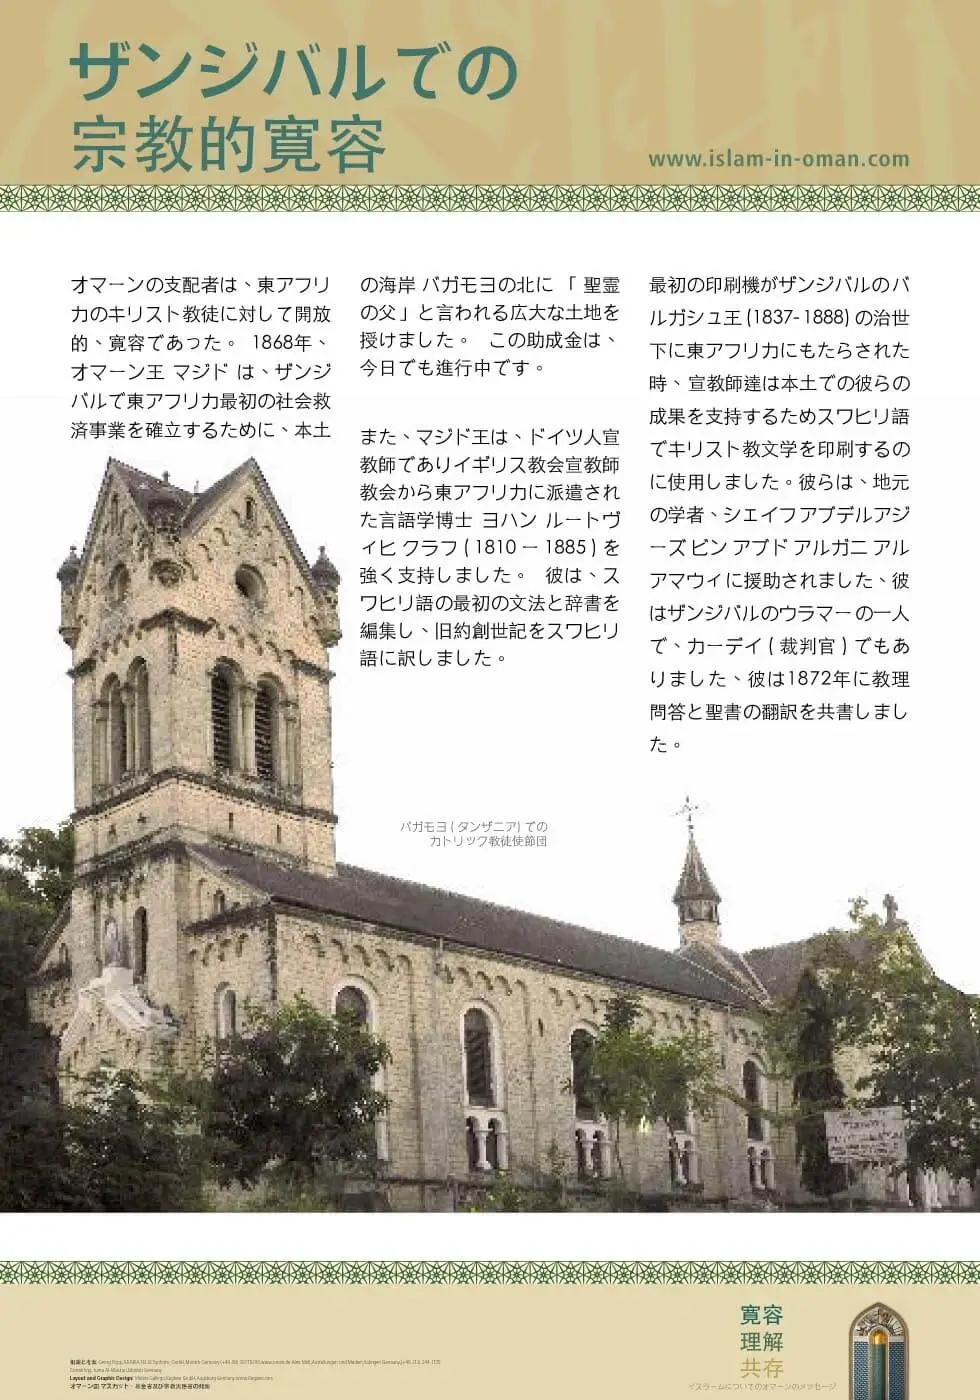 ザンジバルでの
宗教的寛容
www.islam-in-oman.com
オマーンの支配者は、東アフリ
カのキリスト教徒に対して開放
的、寛容であった。 1868年、
オマーン王 マジド は、ザンジ
バルで東アフリカ最初の社会救
済事業を確立するために、本土
の海岸 バガモヨの北に 「 聖霊
の父 」と言われる広大な土地を
授けました。 この助成金は、
今日でも進行中です。
また、マジド王は、ドイツ人宣
教師でありイギリス教会宣教師
教会から東アフリカに派遣され
た言語学博士 ヨハン ルートヴ
ィヒ クラフ ( 1810 ー 1885 ) を
強く支持しました。 彼は、ス
ワヒリ語の最初の文法と辞書を
編集し、旧約創世記をスワヒリ
語に訳しました。
最初の印刷機がザンジバルのバ
ルガシュ王 (1837- 1888) の治世
下に東アフリカにもたらされた
時、宣教師達は本土での彼らの
成果を支持するためスワヒリ語
でキリスト教文学を印刷するの
に使用しました。彼らは、地元
の学者、シェイフアブデルアジ
ーズ ビン アブド アルガニ アル
アマウィに援助されました、彼
はザンジバルのウラマーの一人
で、カーデイ ( 裁判官 ) でもあ
りました、彼は1872年に教理
問答と聖書の翻訳を共書しまし
た。
バガモヨ ( タンザニア) での
カトリック教徒使節団
寛容
理解
共存
イスラームについてのオマーンのメッセージ
Layout and Graphic Design: